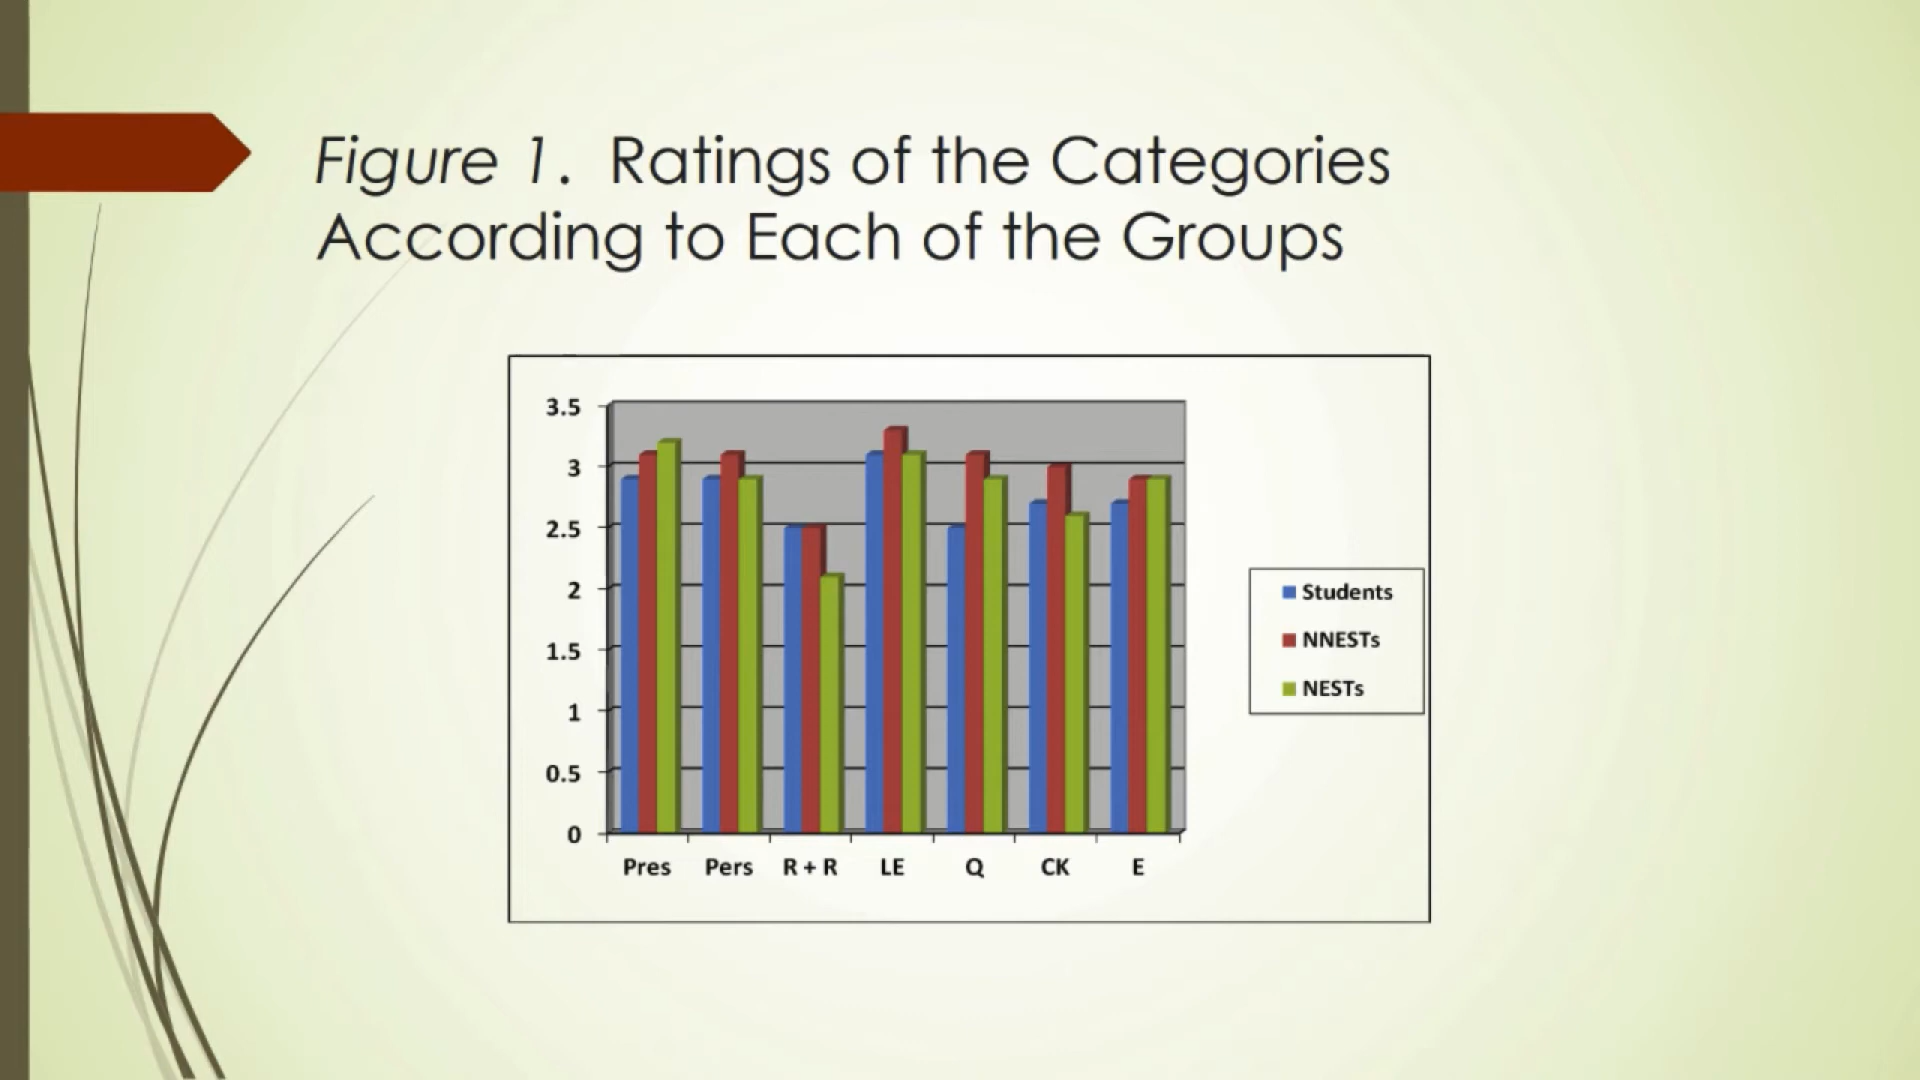 Figure 1. Ratings of the Categories
According to Each of the Groups
3.5
3
2.5
2
1.5
1
0.5
0
Pres Pers R + R LE Q CK E
Students
NNESTs
NESTs